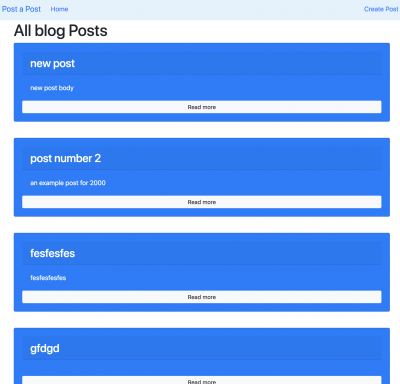 Post a Post Home Create Post
All blog Posts
new post
new post body
Read more
post number 2
an example post for 2000
Read more
fesfesfes
fesfesfesfes
Read more
gfdgd
Read more